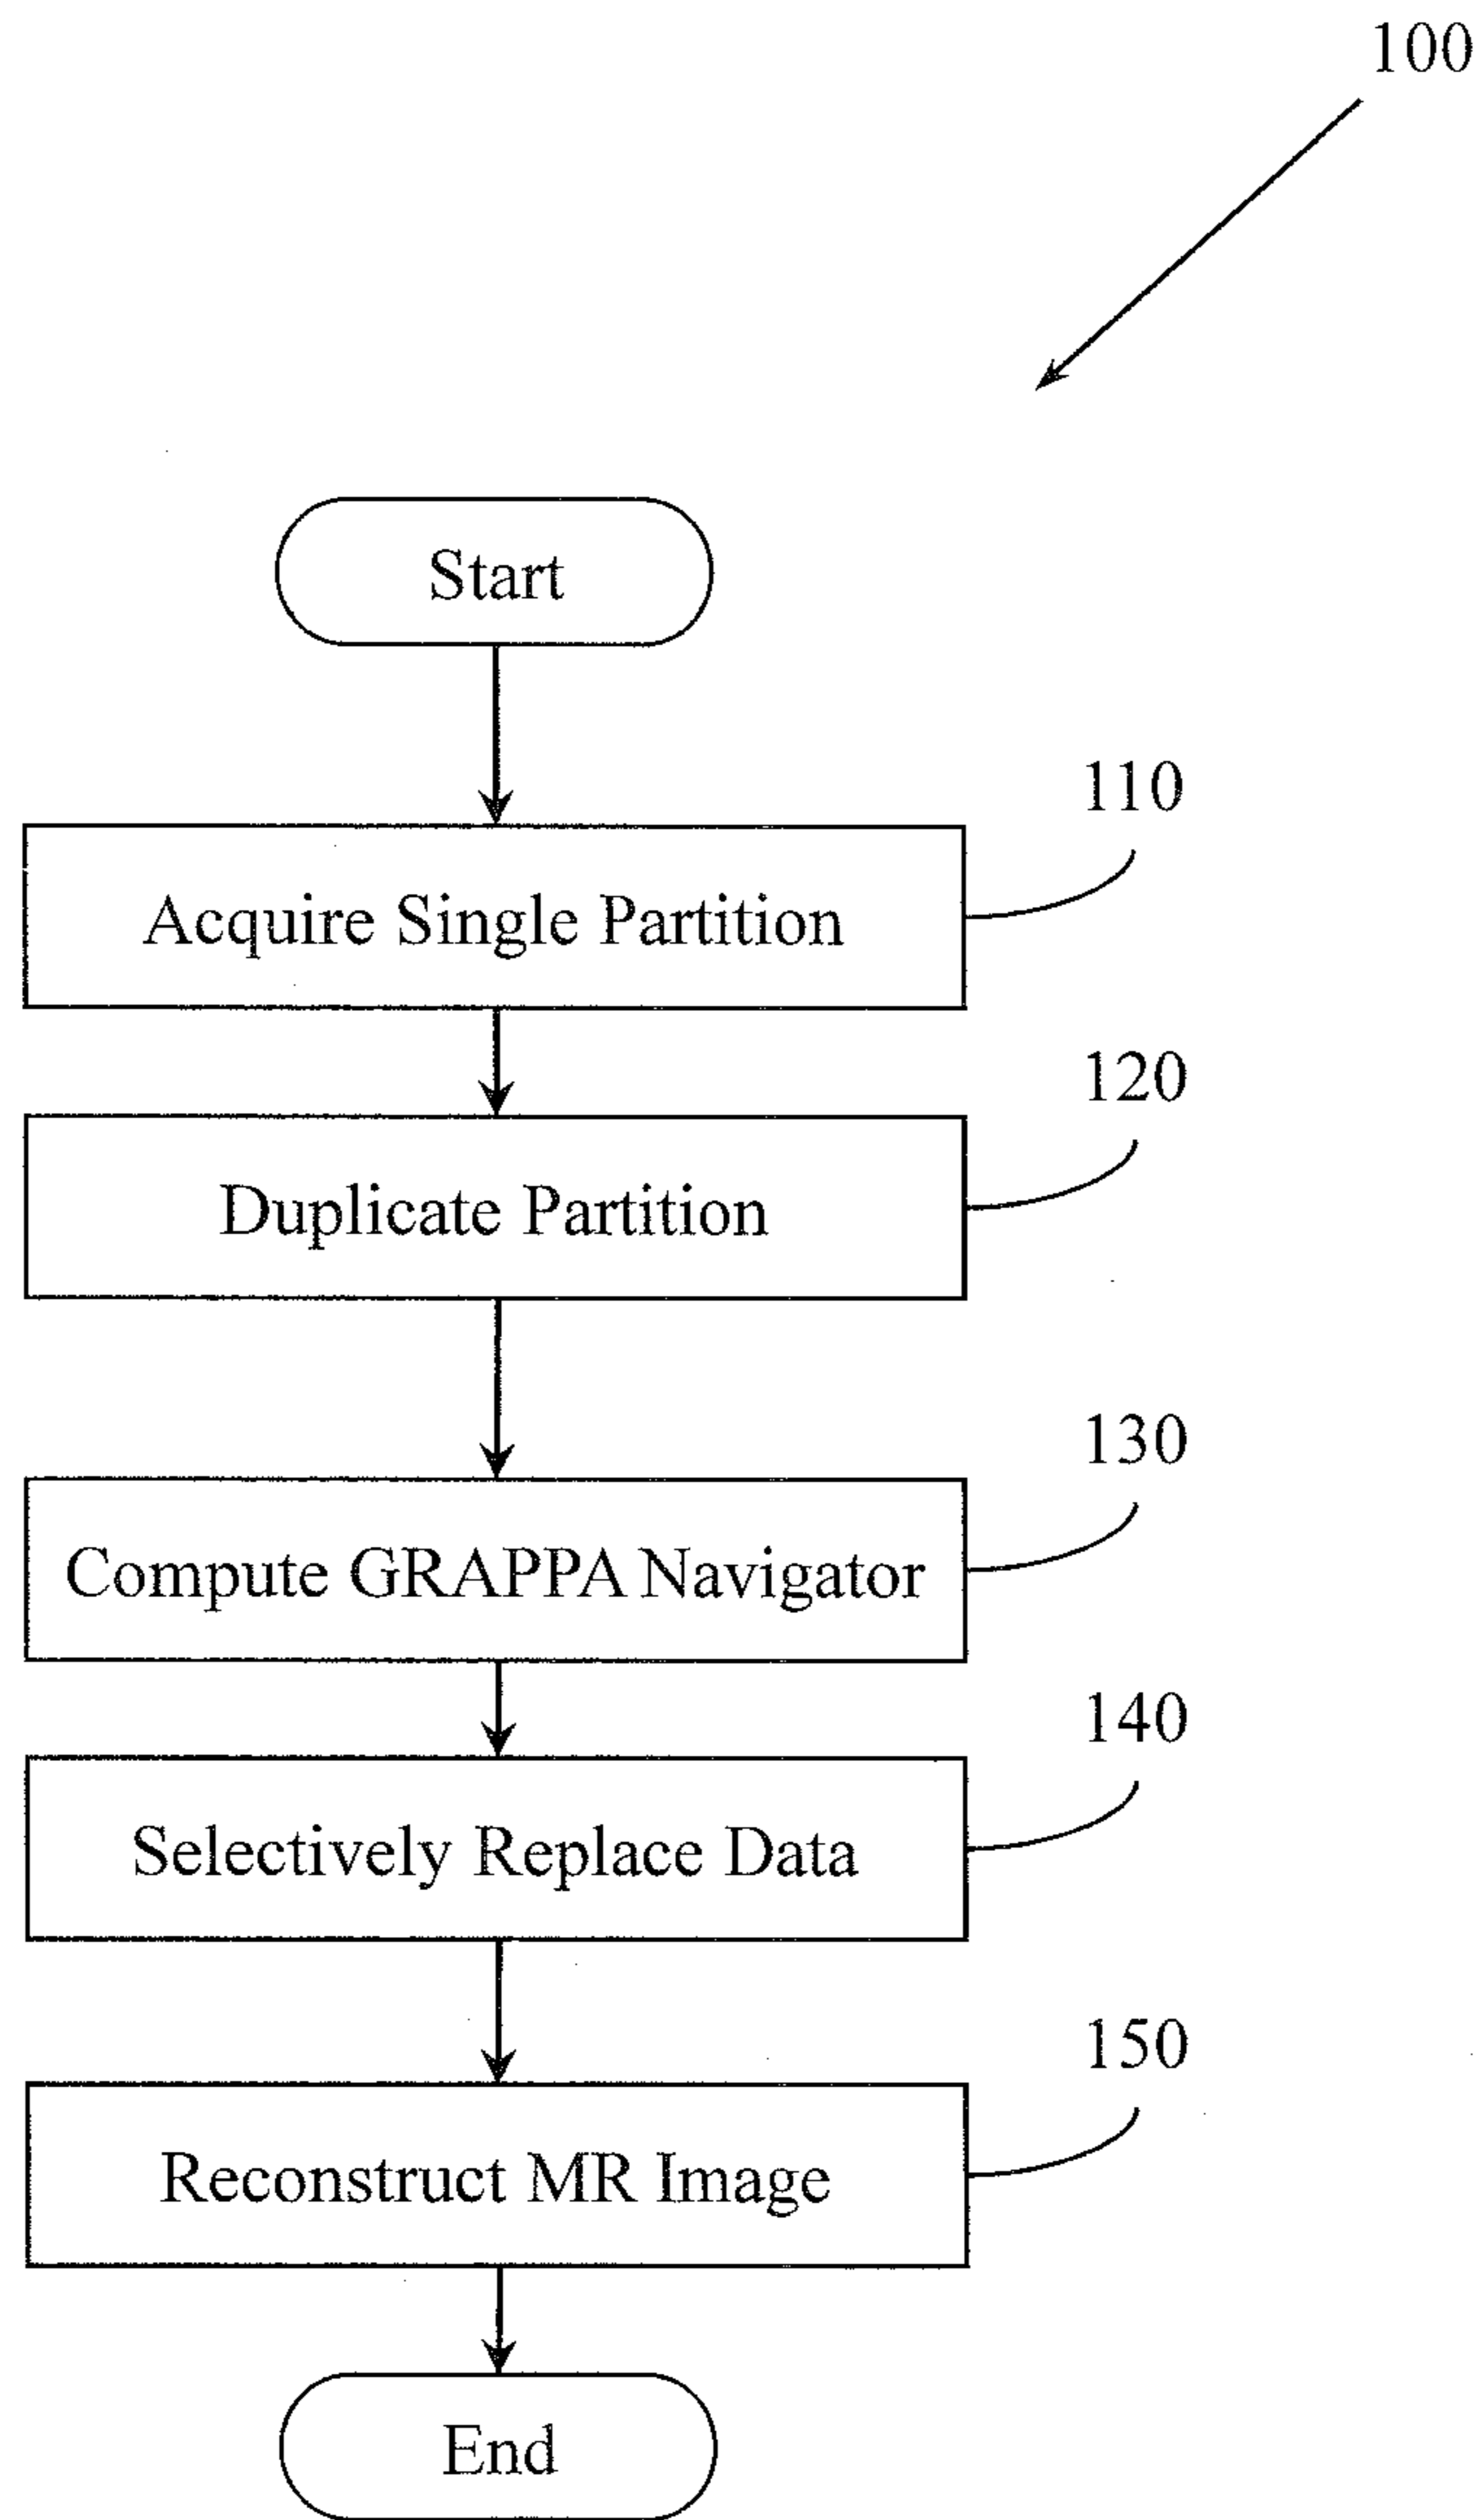 100
Start
110
Acquire Single Partition
120
Duplicate Partition
130
Compute GRAPPA Navigator
140
Selectively Replace Data
150
Reconstruct MR Image
End